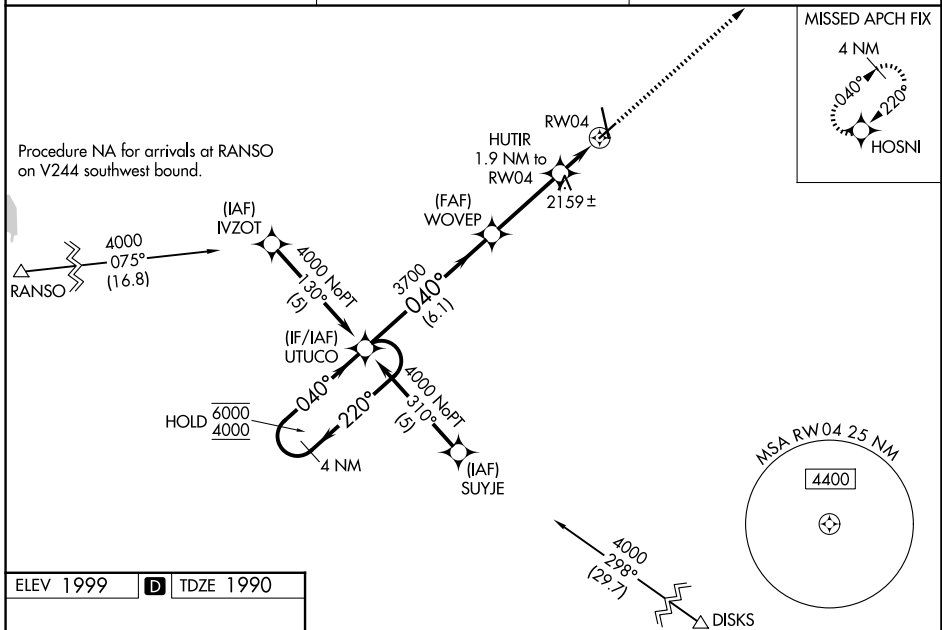 MISSED APCH FIX
4 NM
040°
220°
HOSNI
RW04
HUTIR
1.9 NM to
RW04
2159 ±
Procedure NA for arrivals at RANSO
on V244 southwest bound.
(FAF)
WOVEP
(IAF)
IVZOT
4000
075°
(16.8)
RANSO
4000 NoPT
130°
(5)
3700
040°
(6.1)
(IF/IAF)
UTUCO
040°
220°
HOLD
6000
4000
4 NM
4000 NoPT
310°
(5)
(IAF)
SUYJE
MSA RW04 25 NM
4400
4000
298°
(29.7)
DISKS
ELEV 1999 D TDZE 1990